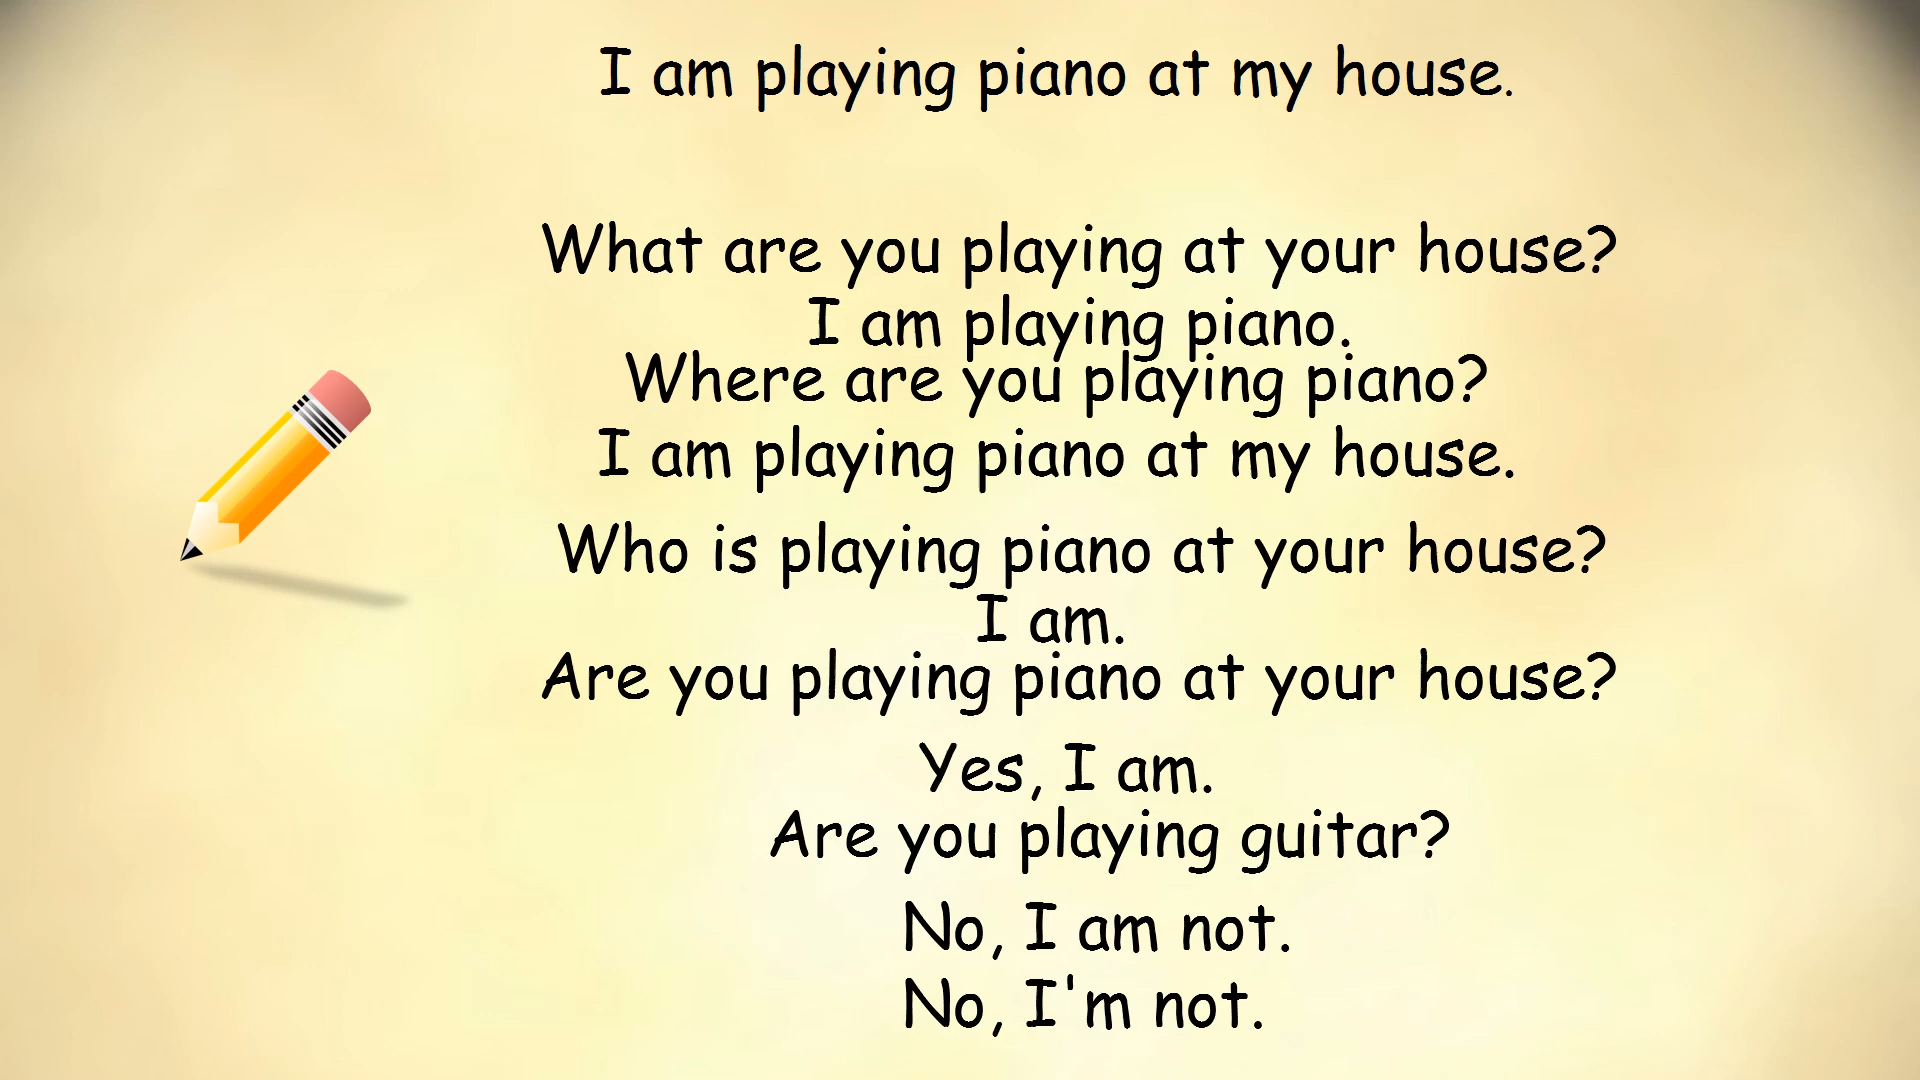 I am playing piano at my house.
What are you playing at your house?
I am playing piano.
Where are you playing piano?
I am playing piano at my house.
Who is playing piano at your house?
I am.
Are you playing piano at your house?
Yes, I am.
Are you playing guitar?
No, I am not.
No, I'm not.